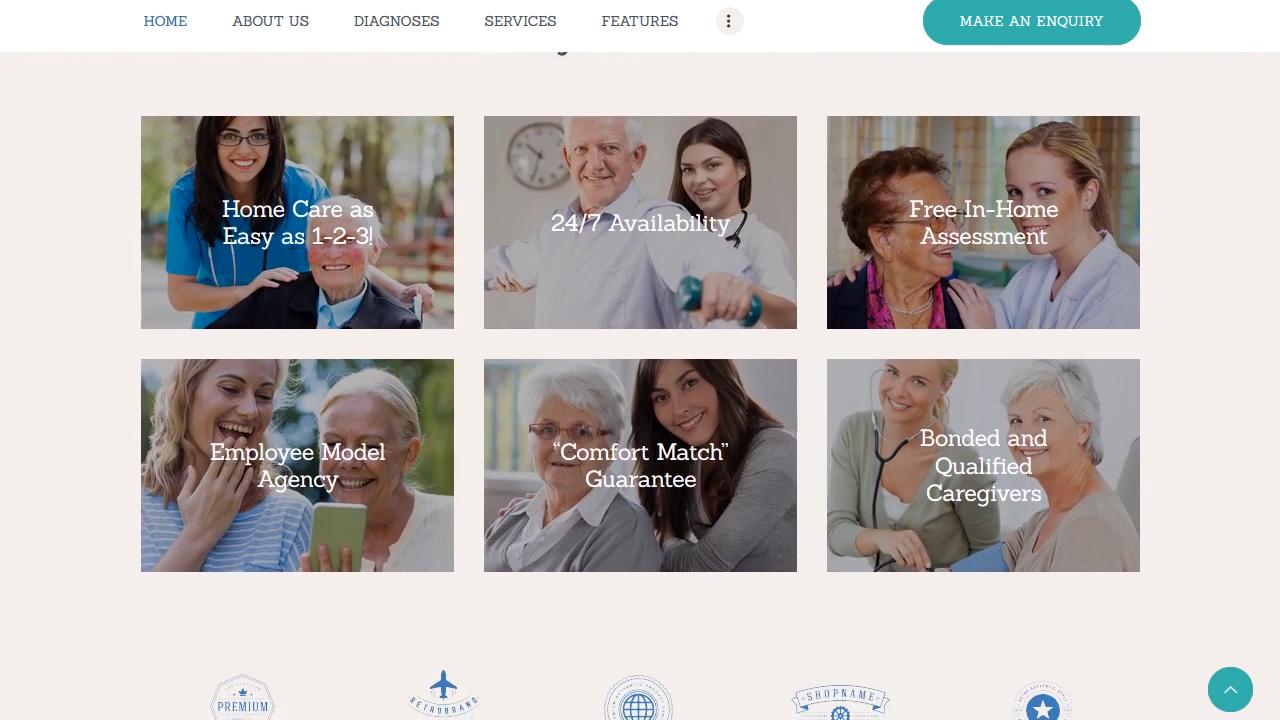 HOME ABOUT US DIAGNOSES SERVICES FEATURES MAKE AN ENQUIRY
Home Care as
Easy as 1-2-3!
24/7 Availability
Free In-Home
Assessment
Employee Model
Agency
“Comfort Match”
Guarantee
Bonded and
Qualified
Caregivers
PREMIUM
RETROBRAND
SHOPNAME